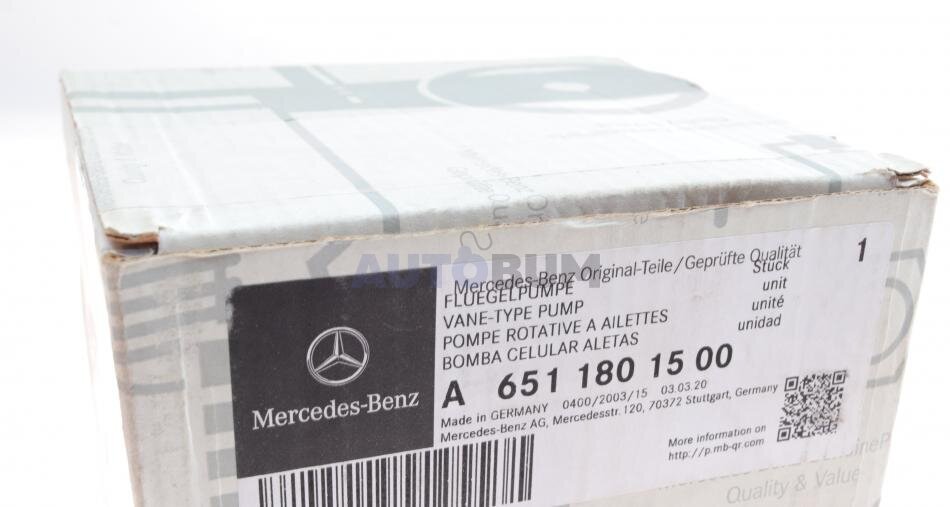 AUTOBUM
Mercedes-Benz Original-Teile/Geprüfte Qualität
FLUEGELPUMPE
Stück
1
VANE-TYPE PUMP
unit
POMPE ROTATIVE A AILETTES
unité
BOMBA CELULAR ALETAS
unidad
A 651 180 15 00
Made in GERMANY 0400/2003/15 03.03.20
Mercedes-Benz AG, Mercedesstr. 120, 70372 Stuttgart, Germany
Mercedes-Benz
More information on
http://p.mb-qr.com
Quality & Value